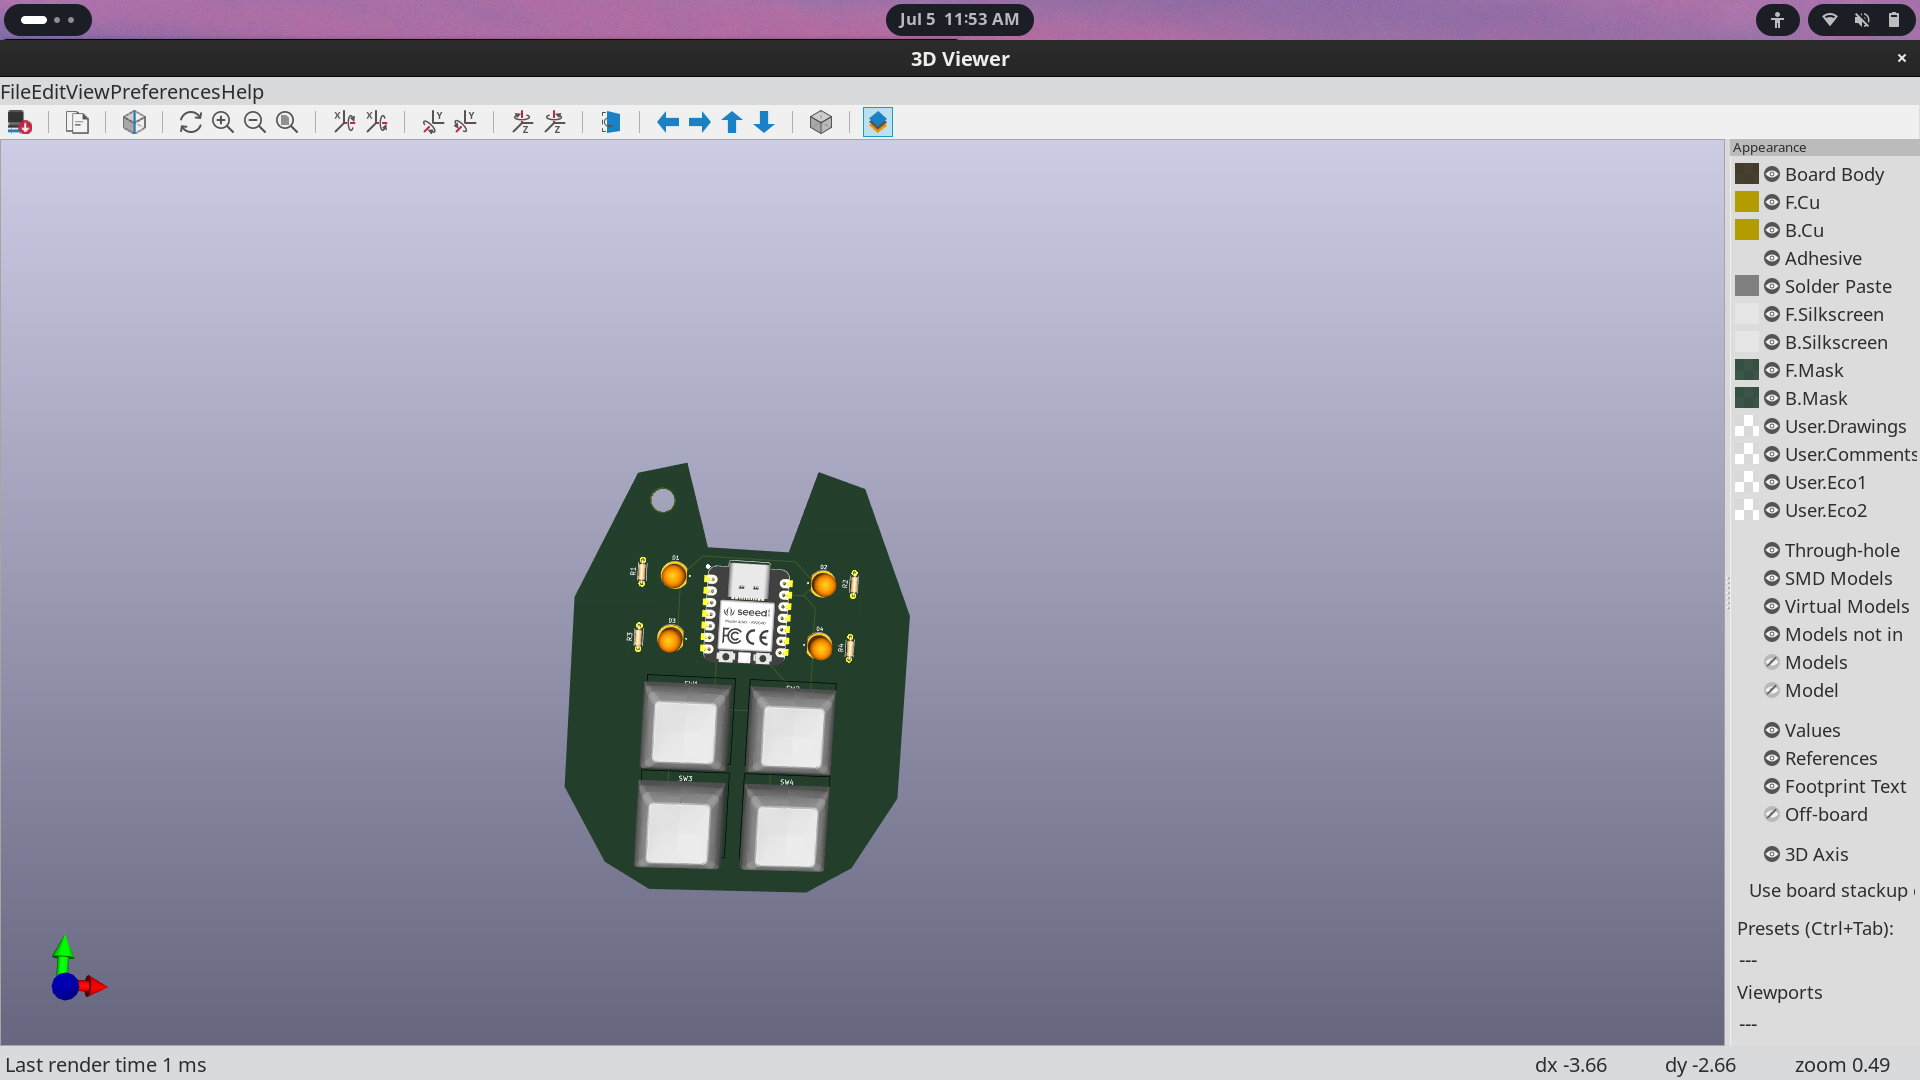 Jul 5 11:53 AM
3D Viewer
File Edit View Preferences Help
Appearance
Board Body
F.Cu
B.Cu
Adhesive
Solder Paste
F.Silkscreen
B.Silkscreen
F.Mask
B.Mask
User.Drawings
User.Comments
User.Eco1
User.Eco2
Through-hole
SMD Models
Virtual Models
Models not in
Models
Model
Values
References
Footprint Text
Off-board
3D Axis
Use board stackup
Presets (Ctrl+Tab):
---
Viewports
---
D1
D2
R1
R2
seeed
FC CE
D3
D4
R3
R4
SW1
SW3
SW4
X
X
Y
Y
Z
Z
Last render time 1 ms
dx -3.66
dy -2.66
zoom 0.49